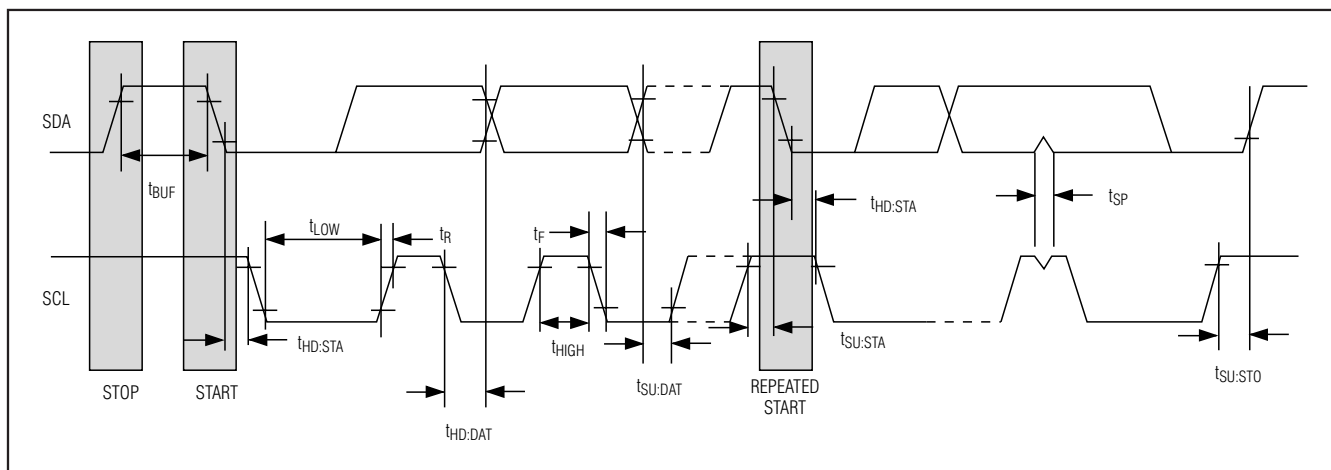 SDA
tBUF
tLOW
tR
tF
tHD:STA
tSP
SCL
tHD:STA
tHIGH
tSU:STA
tSU:DAT
tSU:STO
STOP
START
REPEATED
START
tHD:DAT